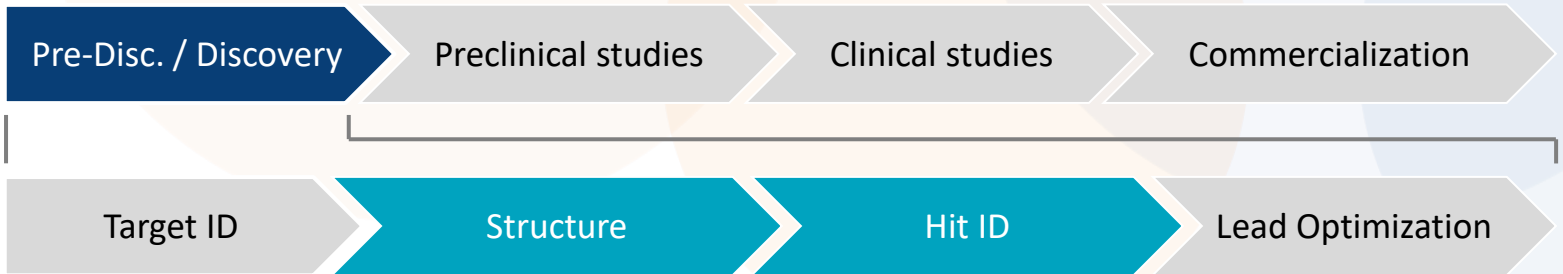 Pre-Disc. / Discovery
Preclinical studies
Clinical studies
Commercialization
Target ID
Structure
Hit ID
Lead Optimization